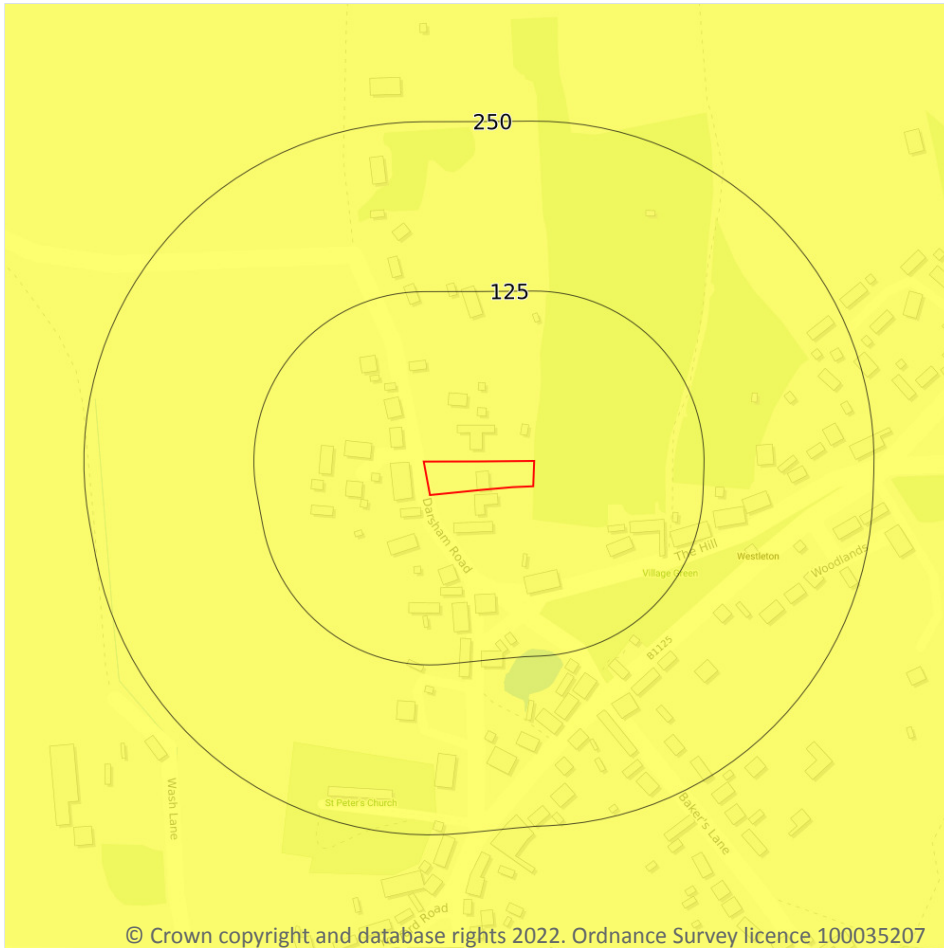 250
125
Darsham Road
The Hill
Westleton
Village Green
Woodlands
B1125
St Peter's Church
Wash Lane
Baker's Lane
Road
© Crown copyright and database rights 2022. Ordnance Survey licence 100035207